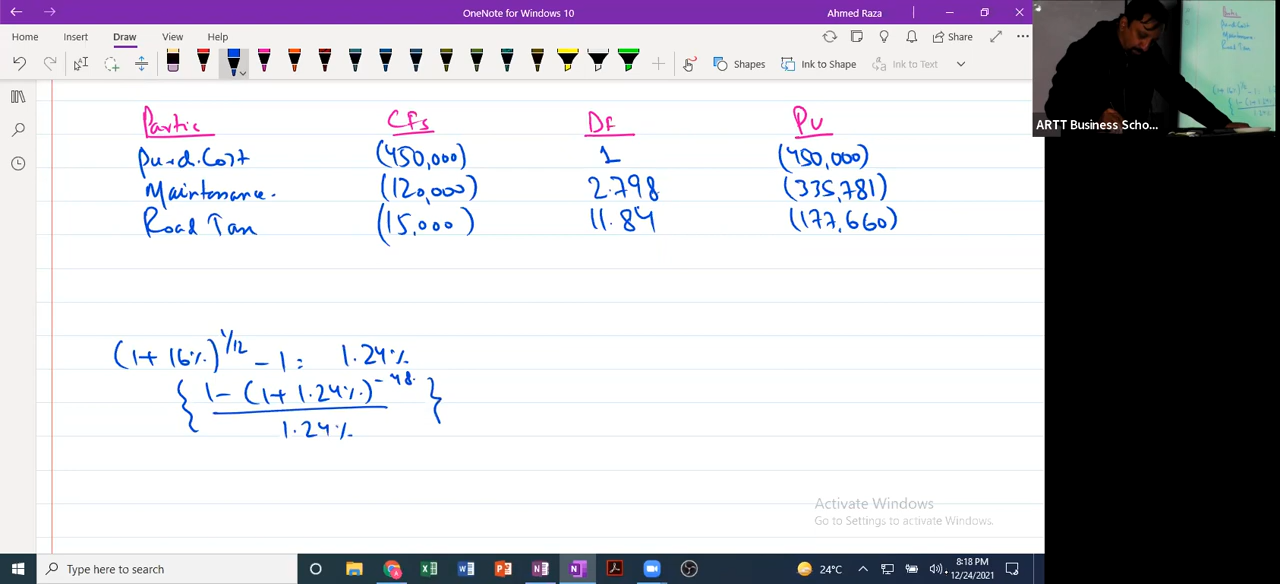 OneNote for Windows 10
Ahmed Raza
Home Insert Draw View Help
Share
Shapes Ink to Shape Ink to Text
Partic Cfs Df Pv
Purch.Cost (450,000) 1 (450,000)
Maintenance. (120,000) 2.798 (335,781)
Road Tax (15,000) 11.84 (177,660)
(1+ 16%)^1/12 - 1 = 1.24%
{ 1 - (1+ 1.24%)^-48. }
1.24%
ARTT Business Scho...
Activate Windows
Go to Settings to activate Windows.
Type here to search
24°C
8:18 PM
12/24/2021